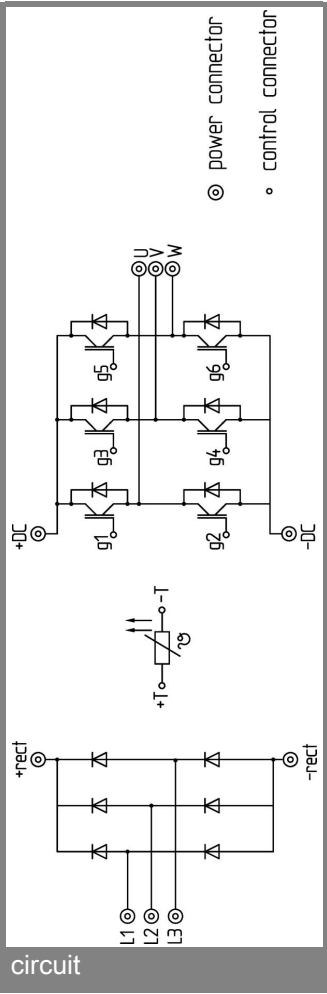 +rect
-rect
L1
L2
L3
+T
-T
ϑ
+DC
-DC
g1
g3
g5
g2
g4
g6
U
V
W
power connector
control connector
circuit